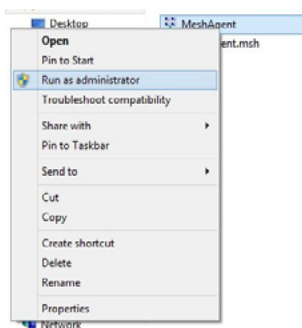 Desktop
MeshAgent
Open
ent.msh
Pin to Start
Run as administrator
Troubleshoot compatibility
Share with
Pin to Taskbar
Send to
Cut
Copy
Create shortcut
Delete
Rename
Properties
Network